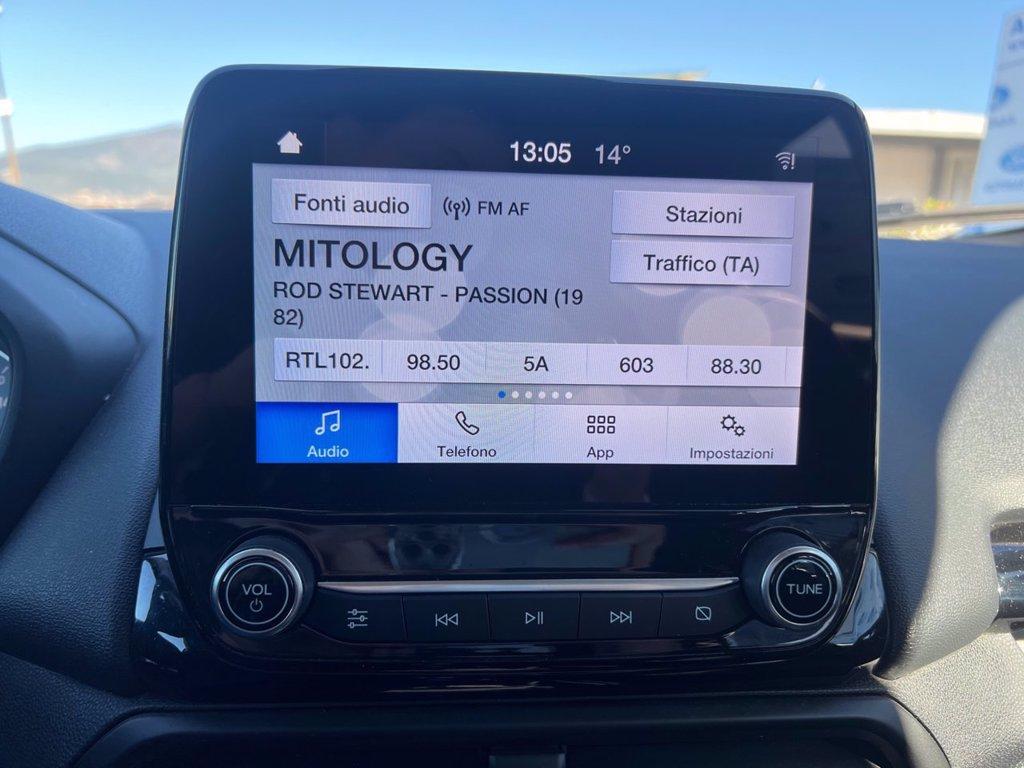 13:05 14°
Fonti audio FM AF Stazioni
MITOLOGY Traffico (TA)
ROD STEWART - PASSION (19
82)
RTL102. 98.50 5A 603 88.30
Audio Telefono App Impostazioni
VOL TUNE